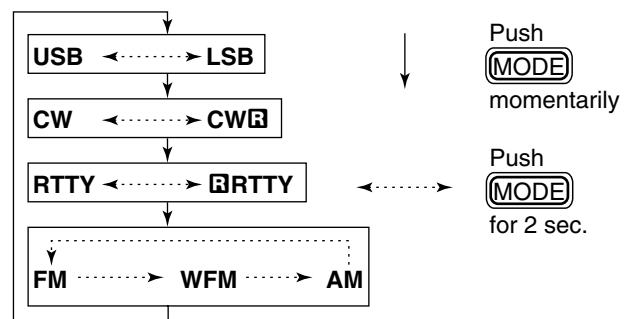 USB LSB
CW CWR
RTTY RRTTY
FM WFM AM
Push
MODE
momentarily
Push
MODE
for 2 sec.